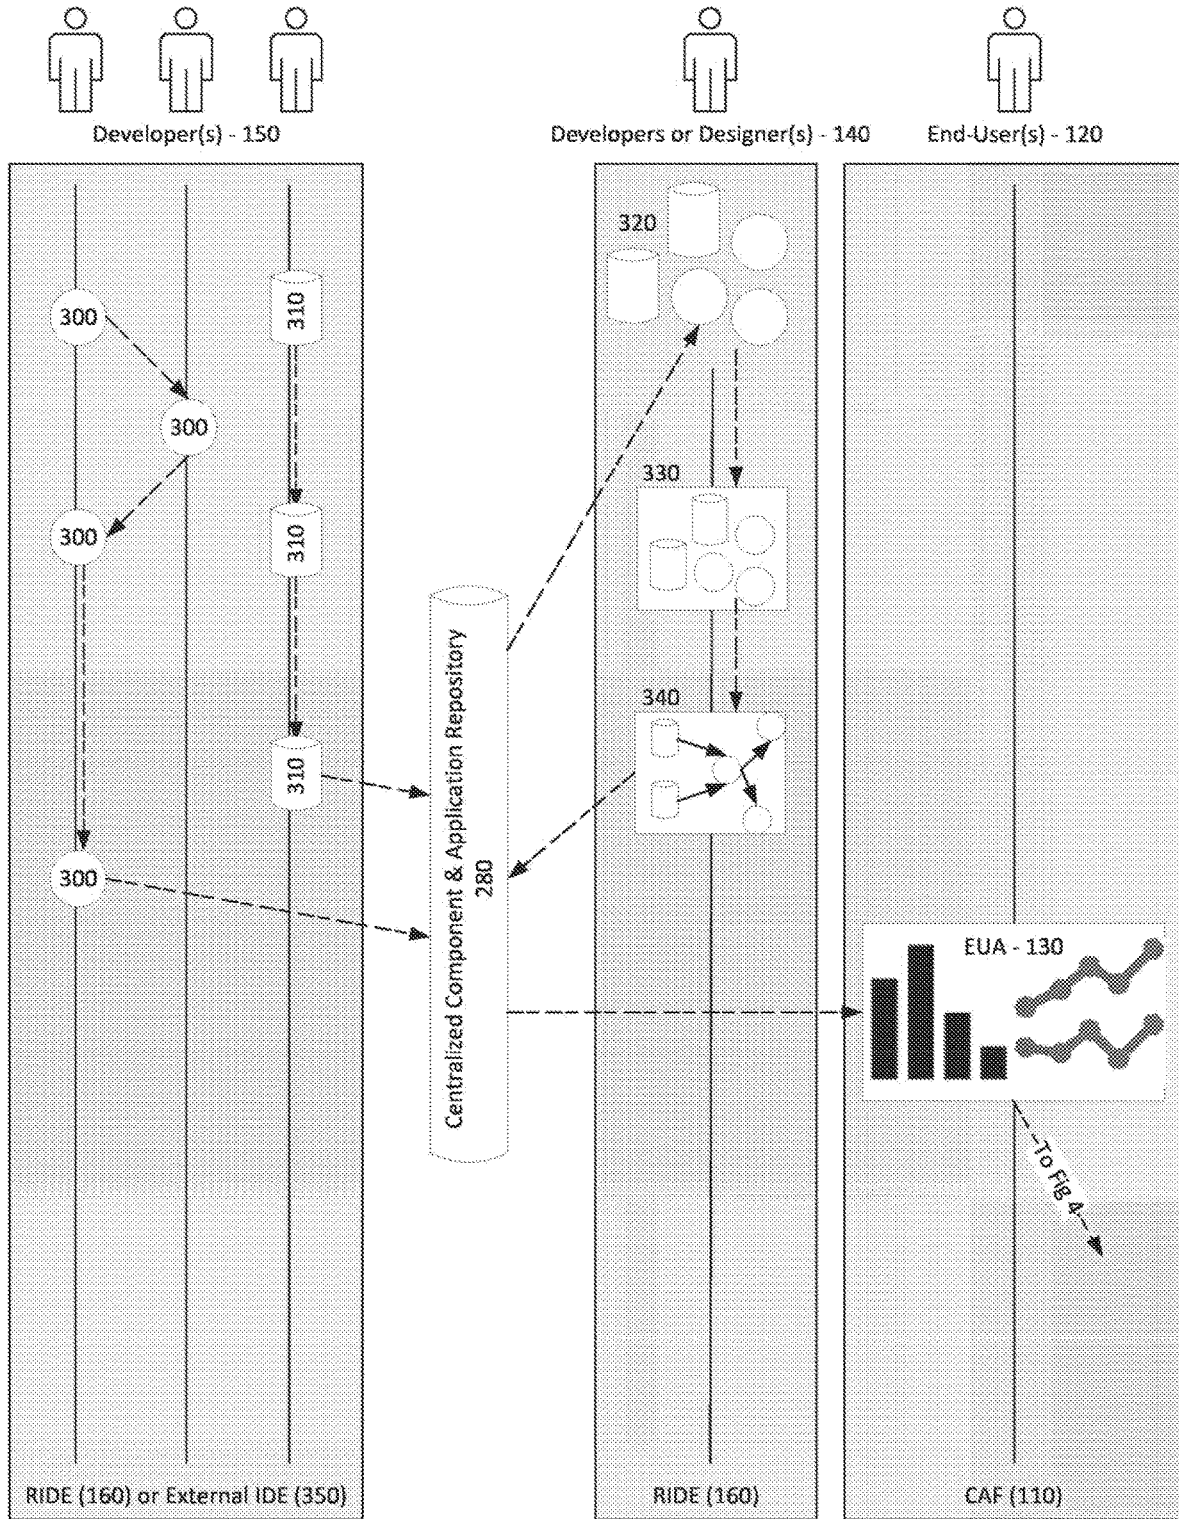 Developer(s) - 150
Developers or Designer(s) - 140
End-User(s) - 120
320
300
310
300
330
300
310
340
310
300
Centralized Component & Application Repository
280
EUA - 130
To Fig 4
RIDE (160) or External IDE (350)
RIDE (160)
CAF (110)